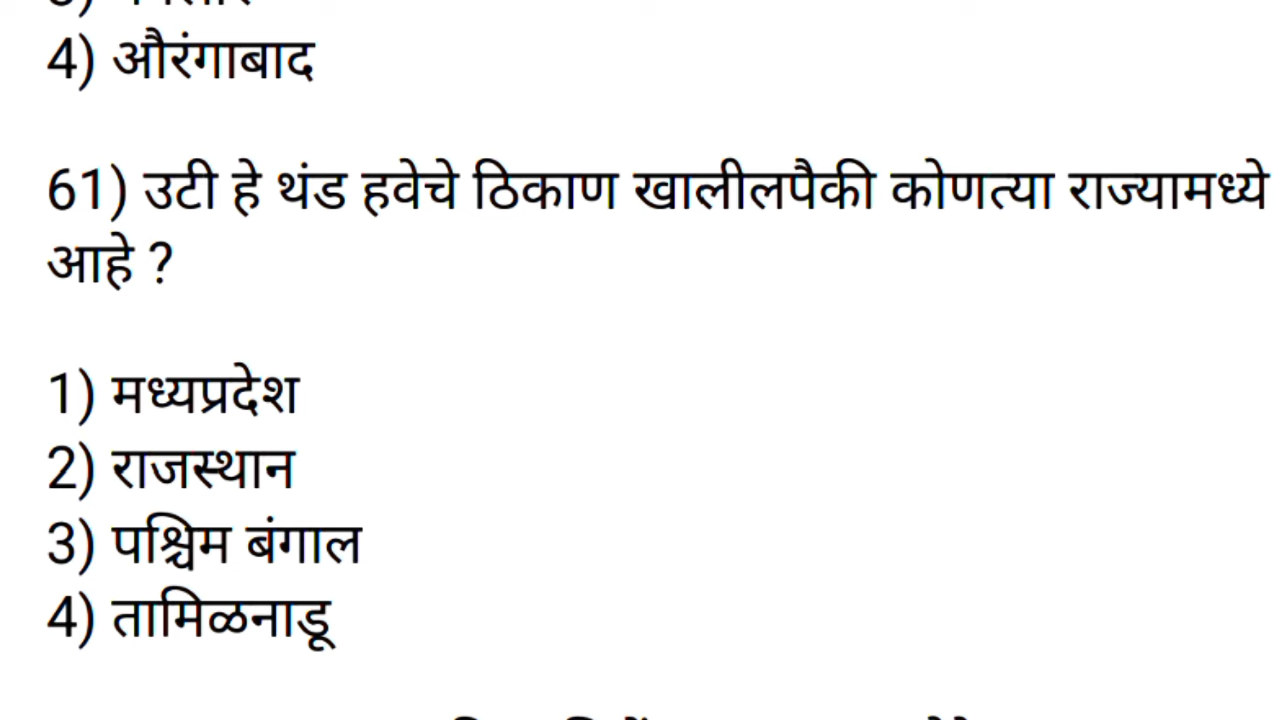 4) औरंगाबाद
61) उटी हे थंड हवेचे ठिकाण खालीलपैकी कोणत्या राज्यामध्ये
आहे ?
1) मध्यप्रदेश
2) राजस्थान
3) पश्चिम बंगाल
4) तामिळनाडू